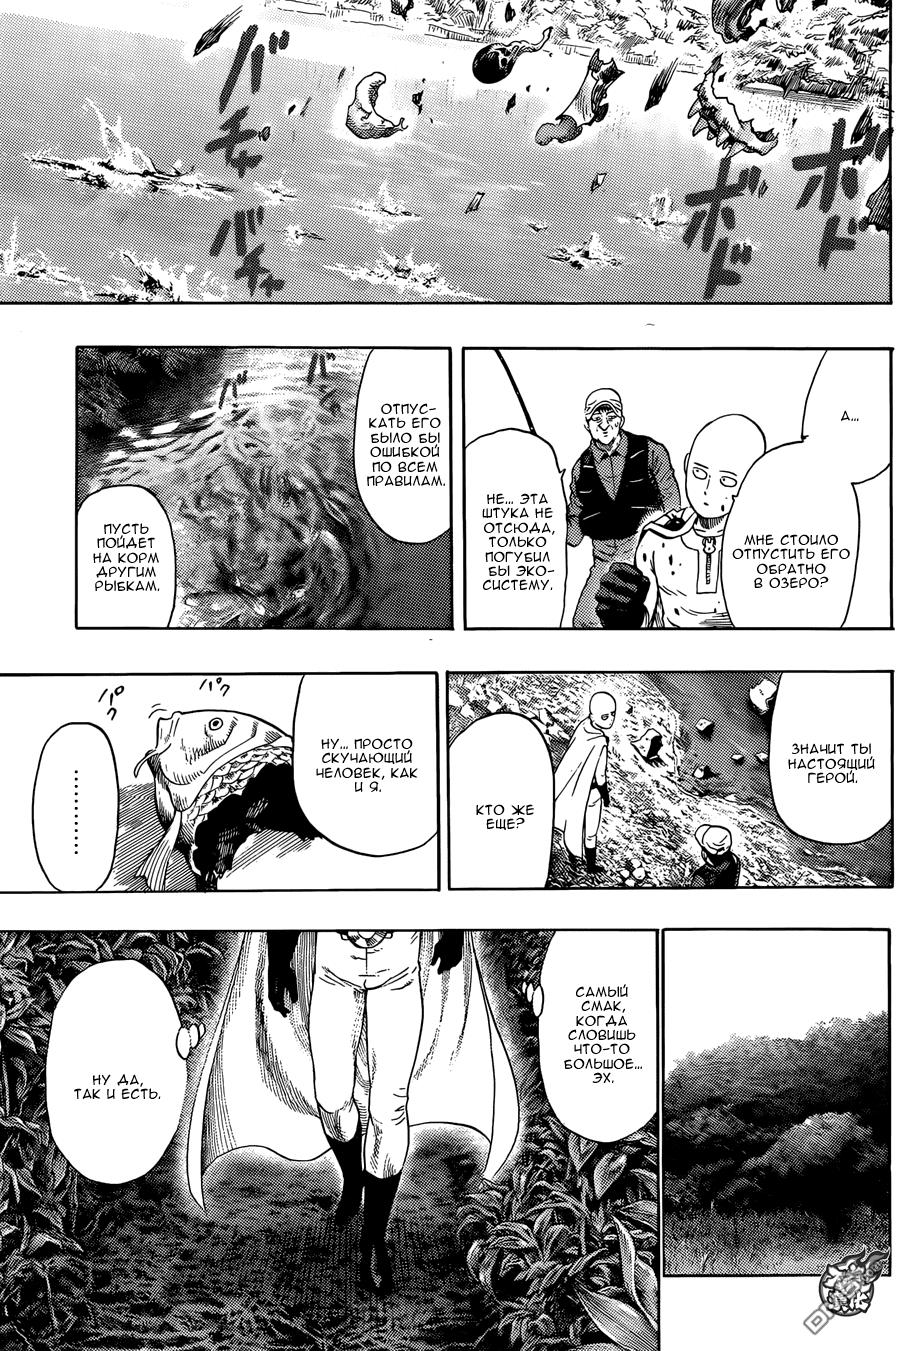 バ
チャ
バ
チャ
ボ
ド
ボ
ド
А...
МНЕ СТОИЛО
ОТПУСТИТЬ ЕГО
ОБРАТНО
В ОЗЕРО?
НЕ... ЭТА
ШТУКА НЕ
ОТСЮДА,
ТОЛЬКО
ПОГУБИЛ
БЫ ЭКО-
СИСТЕМУ.
ОТПУС-
КАТЬ ЕГО
БЫЛО БЫ
ОШИБКОЙ
ПО ВСЕМ
ПРАВИЛАМ.
ПУСТЬ
ПОЙДЕТ
НА КОРМ
ДРУГИМ
РЫБКАМ.
ЗНАЧИТ ТЫ
НАСТОЯЩИЙ
ГЕРОЙ.
КТО ЖЕ
ЕЩЕ?
НУ... ПРОСТО
СКУЧАЮЩИЙ
ЧЕЛОВЕК, КАК
И Я.
パク
パク
.........
САМЫЙ
СМАК,
КОГДА
СЛОВИШЬ
ЧТО-ТО
БОЛЬШОЕ...
ЭХ.
НУ ДА,
ТАК И ЕСТЬ.